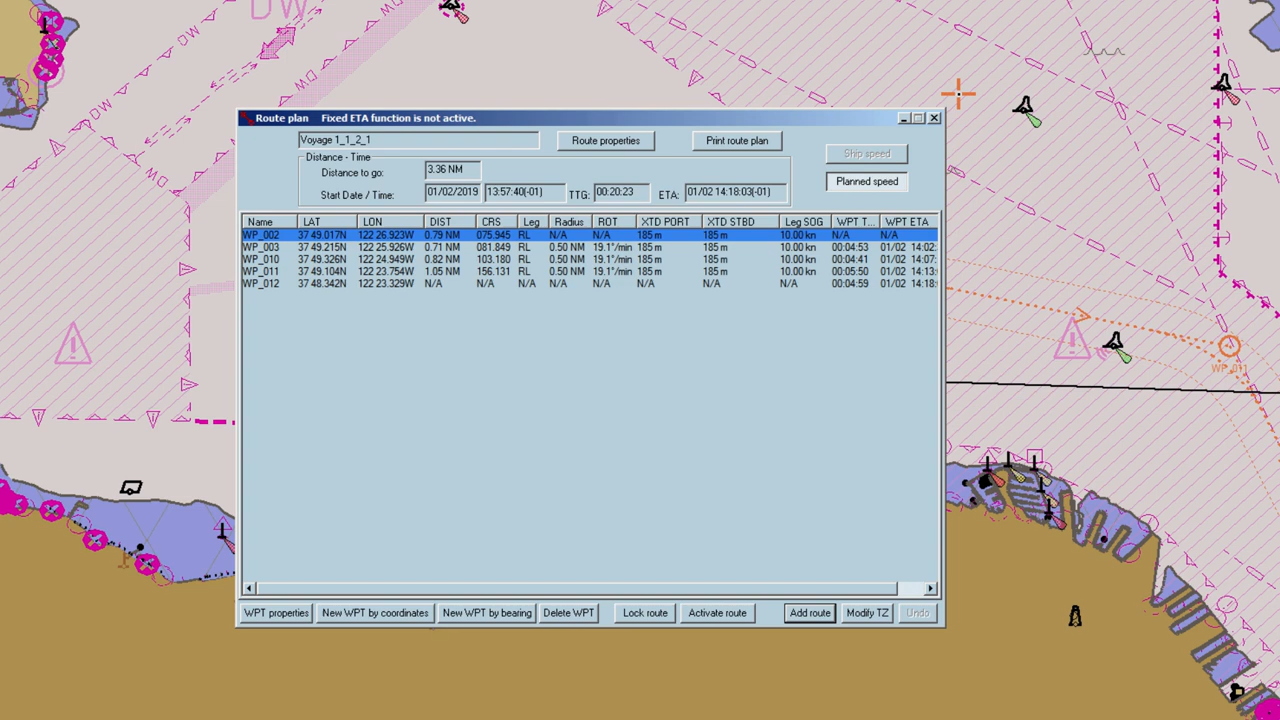 DW
DW
DW
DW
DW
Route plan Fixed ETA function is not active.
Voyage 1_1_2_1
Route properties
Print route plan
Distance - Time
Distance to go: 3.36 NM
Ship speed
Start Date / Time: 01/02/2019 13:57:40(-01) TTG: 00:20:23 ETA: 01/02 14:18:03(-01)
Planned speed
Name LAT LON DIST CRS Leg Radius ROT XTD PORT XTD STBD Leg SOG WPT T... WPT ETA
WP_002 37 49.017N 122 26.923W 0.79 NM 075.945 RL N/A N/A 185 m 185 m 10.00 kn N/A N/A
WP_003 37 49.215N 122 25.926W 0.71 NM 081.849 RL 0.50 NM 19.1°/min 185 m 185 m 10.00 kn 00:04:53 01/02 14:02:
WP_010 37 49.326N 122 24.949W 0.82 NM 103.180 RL 0.50 NM 19.1°/min 185 m 185 m 10.00 kn 00:04:41 01/02 14:07:
WP_011 37 49.104N 122 23.754W 1.05 NM 156.131 RL 0.50 NM 19.1°/min 185 m 185 m 10.00 kn 00:05:50 01/02 14:13:
WP_012 37 48.342N 122 23.329W N/A N/A N/A N/A N/A N/A N/A N/A 00:04:59 01/02 14:18:
WP_011
WPT properties New WPT by coordinates New WPT by bearing Delete WPT Lock route Activate route Add route Modify TZ Undo